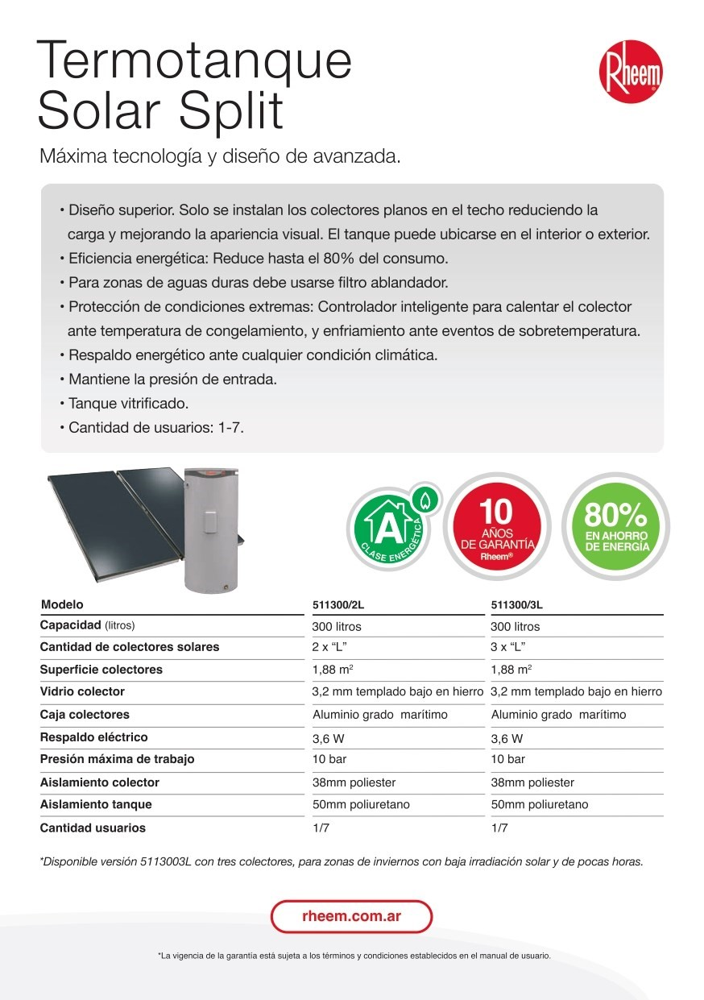 Termotanque
Solar Split
Rheem
®
Máxima tecnología y diseño de avanzada.
• Diseño superior. Solo se instalan los colectores planos en el techo reduciendo la
carga y mejorando la apariencia visual. El tanque puede ubicarse en el interior o exterior.
• Eficiencia energética: Reduce hasta el 80% del consumo.
• Para zonas de aguas duras debe usarse filtro ablandador.
• Protección de condiciones extremas: Controlador inteligente para calentar el colector
ante temperatura de congelamiento, y enfriamiento ante eventos de sobretemperatura.
• Respaldo energético ante cualquier condición climática.
• Mantiene la presión de entrada.
• Tanque vitrificado.
• Cantidad de usuarios: 1-7.
A
CLASE ENERGÉTICA
10
AÑOS
DE GARANTÍA
Rheem®
80%
EN AHORRO
DE ENERGÍA
Modelo 511300/2L 511300/3L
Capacidad (litros) 300 litros 300 litros
Cantidad de colectores solares 2 x “L” 3 x “L”
Superficie colectores 1,88 m² 1,88 m²
Vidrio colector 3,2 mm templado bajo en hierro 3,2 mm templado bajo en hierro
Caja colectores Aluminio grado marítimo Aluminio grado marítimo
Respaldo eléctrico 3,6 W 3,6 W
Presión máxima de trabajo 10 bar 10 bar
Aislamiento colector 38mm poliester 38mm poliester
Aislamiento tanque 50mm poliuretano 50mm poliuretano
Cantidad usuarios 1/7 1/7
*Disponible versión 5113003L con tres colectores, para zonas de inviernos con baja irradiación solar y de pocas horas.
rheem.com.ar
*La vigencia de la garantía està sujeta a los términos y condiciones establecidos en el manual de usuario.